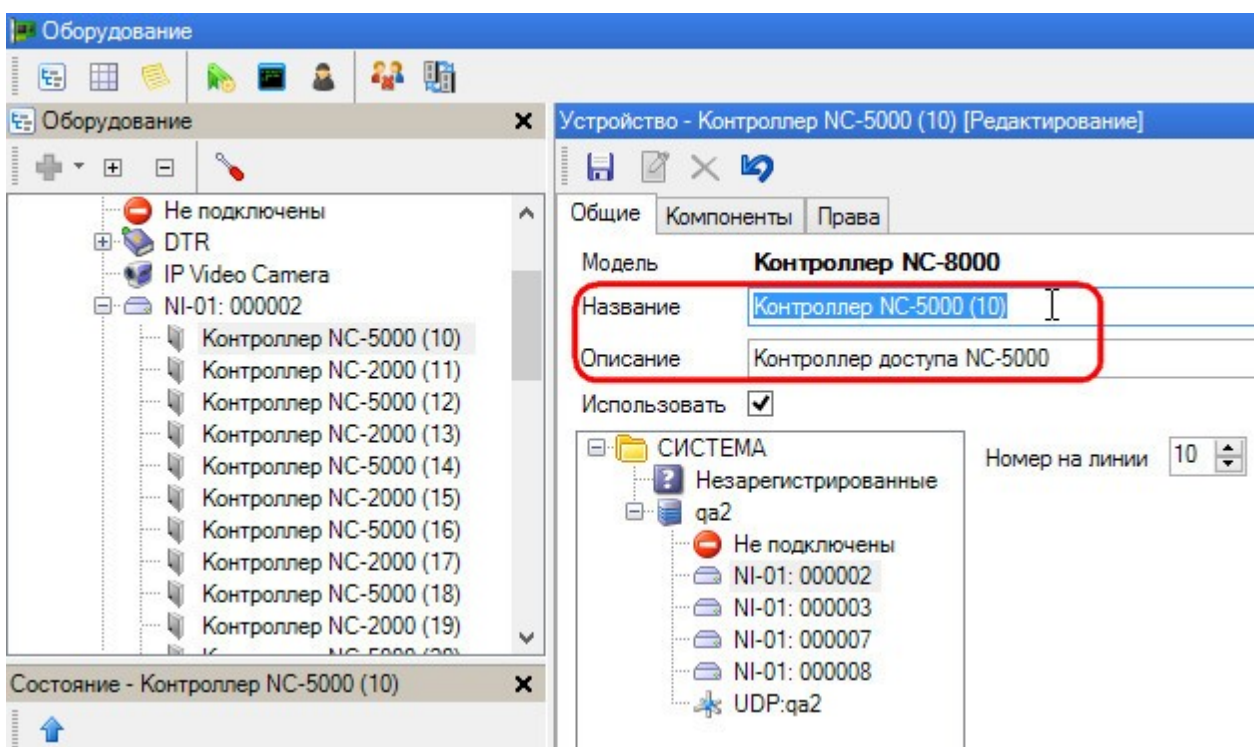 Оборудование
Оборудование
Не подключены
DTR
IP Video Camera
NI-01: 000002
Контроллер NC-5000 (10)
Контроллер NC-2000 (11)
Контроллер NC-5000 (12)
Контроллер NC-2000 (13)
Контроллер NC-5000 (14)
Контроллер NC-2000 (15)
Контроллер NC-5000 (16)
Контроллер NC-2000 (17)
Контроллер NC-5000 (18)
Контроллер NC-2000 (19)
Состояние - Контроллер NC-5000 (10)
Устройство - Контроллер NC-5000 (10) [Редактирование]
Общие Компоненты Права
Модель Контроллер NC-8000
Название Контроллер NC-5000 (10)
Описание Контроллер доступа NC-5000
Использовать
СИСТЕМА
Незарегистрированные
qa2
Не подключены
NI-01: 000002
NI-01: 000003
NI-01: 000007
NI-01: 000008
UDP:qa2
Номер на линии 10